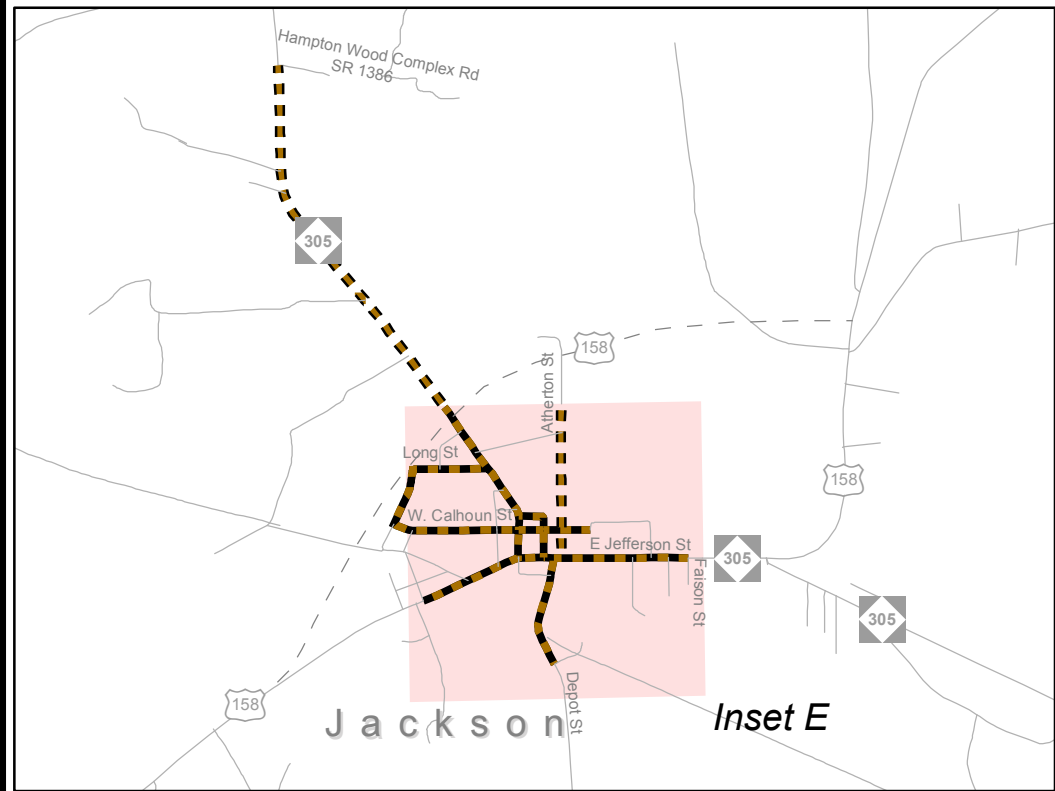 Hampton Wood Complex Rd
SR 1386
305
158
Atherton St
Long St
158
W. Calhoun St
E Jefferson St
305
Faison St
305
158
Depot St
Jackson
Inset E